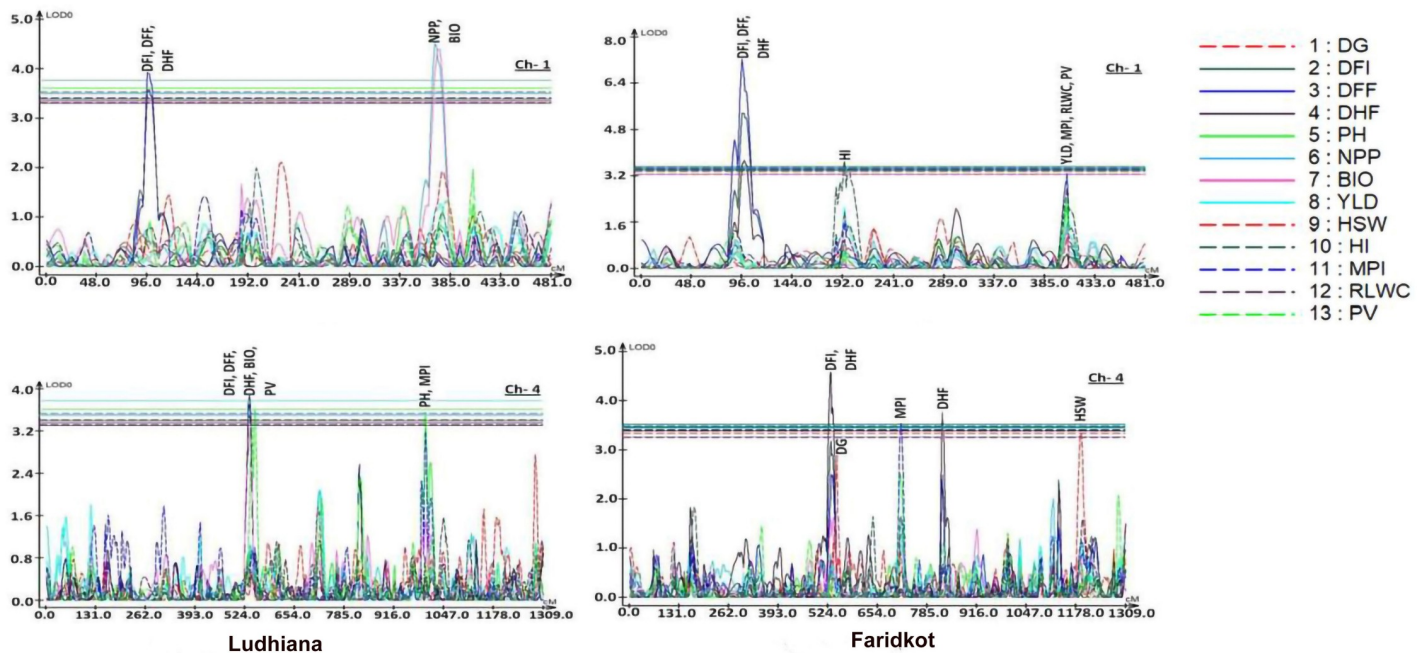 LOD0
5.0
4.0
3.0
2.0
1.0
0.0
DFI, DFF,
DHF
NPP,
BIO
Ch- 1
cM
0.0 48.0 96.0 144.0 192.0 241.0 289.0 337.0 385.0 433.0 481.0
LOD0
8.0
6.4
4.8
3.2
1.6
0.0
DFI, DFF,
DHF
HI
YLD, MPI, RLWC, PV
Ch- 1
cM
0.0 48.0 96.0 144.0 192.0 241.0 289.0 337.0 385.0 433.0 481.0
1 : DG
2 : DFI
3 : DFF
4 : DHF
5 : PH
6 : NPP
7 : BIO
8 : YLD
9 : HSW
10 : HI
11 : MPI
12 : RLWC
13 : PV
LOD0
4.0
3.2
2.4
1.6
0.8
0.0
DFI, DFF,
DHF, BIO,
PV
PH, MPI
Ch- 4
cM
0.0 131.0 262.0 393.0 524.0 654.0 785.0 916.0 1047.0 1178.0 1309.0
Ludhiana
LOD0
5.0
4.0
3.0
2.0
1.0
0.0
DFI,
DHF
DG
MPI
DHF
HSW
Ch- 4
cM
0.0 131.0 262.0 393.0 524.0 654.0 785.0 916.0 1047.0 1178.0 1309.0
Faridkot